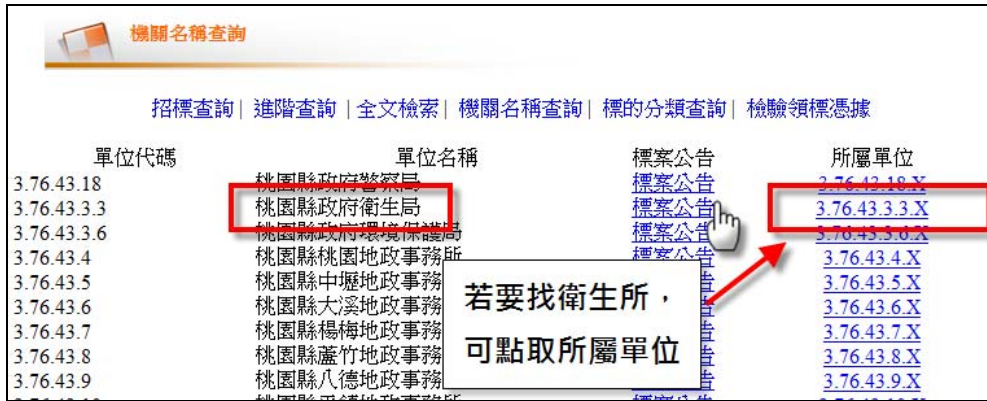 機關名稱查詢
招標查詢| 進階查詢 | 全文檢索| 機關名稱查詢| 標的分類查詢| 檢驗領標憑據
單位代碼 單位名稱 標案公告 所屬單位
3.76.43.18 桃園縣政府警察局 標案公告 3.76.43.18.X
3.76.43.3.3 桃園縣政府衛生局 標案公告 3.76.43.3.3.X
3.76.43.3.6 桃園縣政府環境保護局 標案公告 3.76.43.3.6.X
3.76.43.4 桃園縣桃園地政事務所 標案公告 3.76.43.4.X
3.76.43.5 桃園縣中壢地政事務 3.76.43.5.X
3.76.43.6 桃園縣大溪地政事務 3.76.43.6.X
3.76.43.7 桃園縣楊梅地政事務 3.76.43.7.X
3.76.43.8 桃園縣蘆竹地政事務 3.76.43.8.X
3.76.43.9 桃園縣八德地政事務 告 3.76.43.9.X
若要找衛生所，
可點取所屬單位